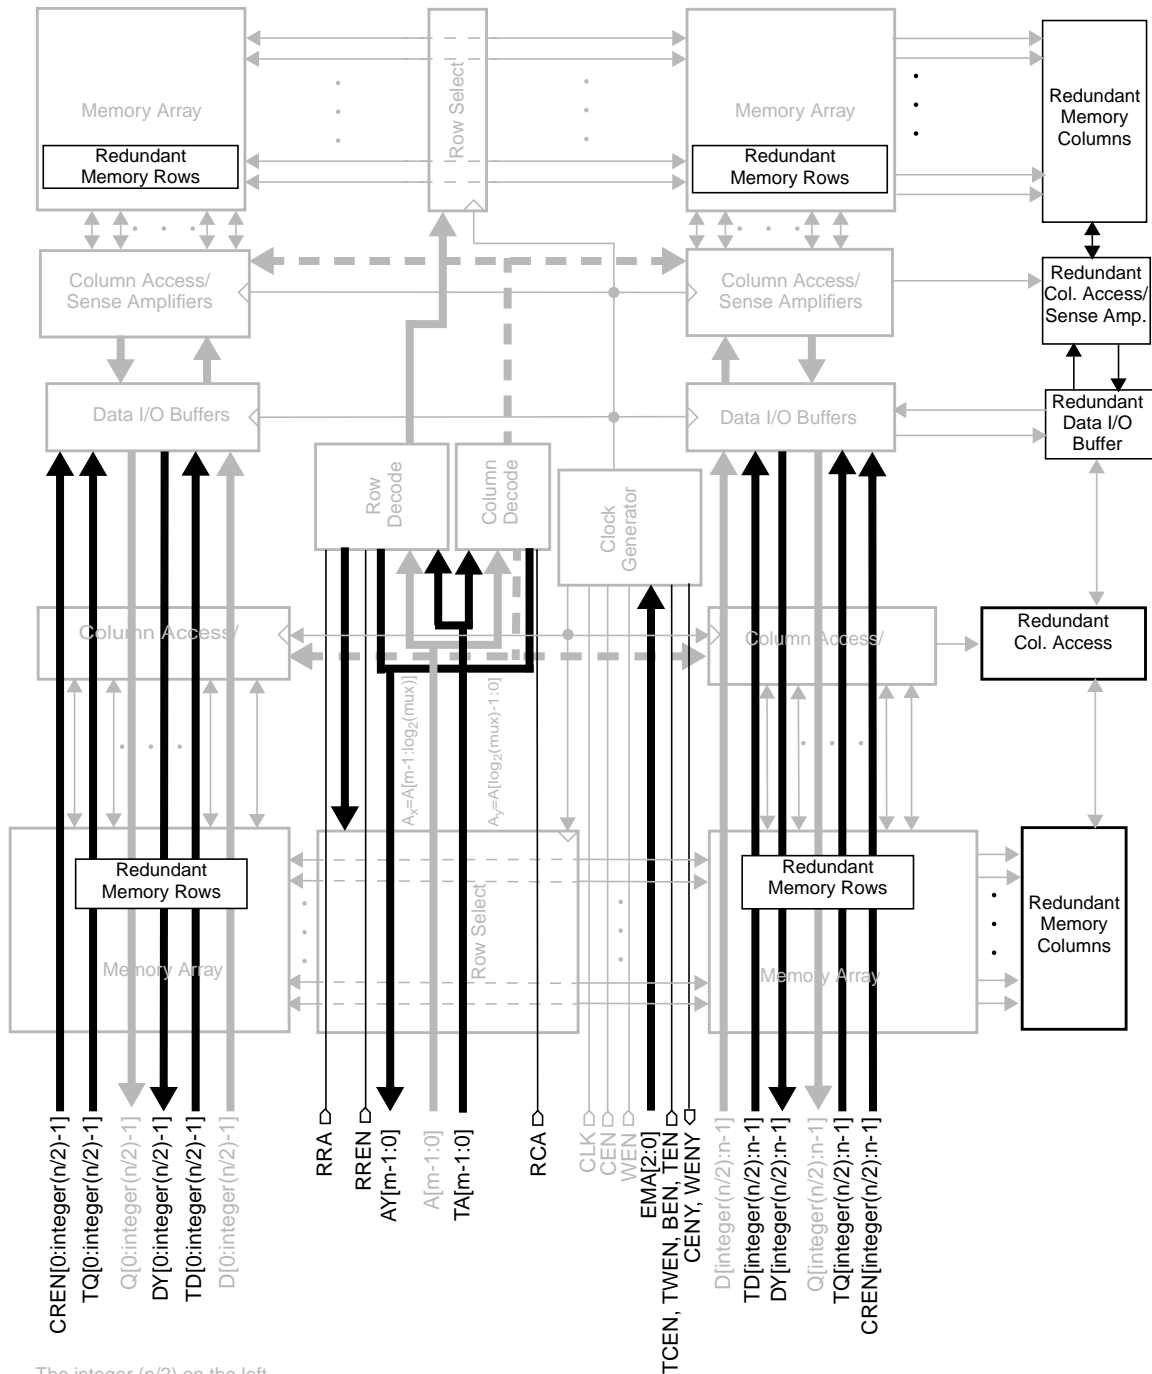 Memory Array
Redundant
Memory Rows
Row Select
Memory Array
Redundant
Memory Rows
Redundant
Memory
Columns
Column Access/
Sense Amplifiers
Column Access/
Sense Amplifiers
Redundant
Col. Access/
Sense Amp.
Data I/O Buffers
Data I/O Buffers
Redundant
Data I/O
Buffer
Row
Decode
Column
Decode
Clock
Generator
Column Access/
Column Access/
Redundant
Col. Access
Ax=A[m-1:log2(mux)]
Ay=A[log2(mux)-1:0]
Redundant
Memory Rows
Memory Array
Row Select
Redundant
Memory Rows
Memory Array
Redundant
Memory
Columns
CREN[0:integer(n/2)-1]
TQ[0:integer(n/2)-1]
Q[0:integer(n/2)-1]
DY[0:integer(n/2)-1]
TD[0:integer(n/2)-1]
D[0:integer(n/2)-1]
RRA
RREN
AY[m-1:0]
A[m-1:0]
TA[m-1:0]
RCA
CLK
CEN
WEN
EMA[2:0]
TCEN, TWEN, BEN, TEN
CENY, WENY
D[integer(n/2):n-1]
TD[integer(n/2):n-1]
DY[integer(n/2):n-1]
Q[integer(n/2):n-1]
TQ[integer(n/2):n-1]
CREN[integer(n/2):n-1]
The integer (n/2) on the left